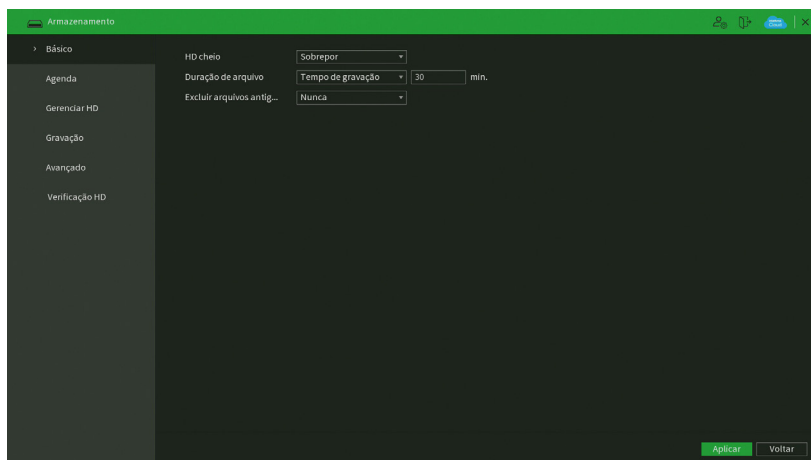 Armazenamento
> Básico
Agenda
Gerenciar HD
Gravação
Avançado
Verificação HD
HD cheio Sobrepor
Duração de arquivo Tempo de gravação 30 min.
Excluir arquivos antig... Nunca
Aplicar Voltar